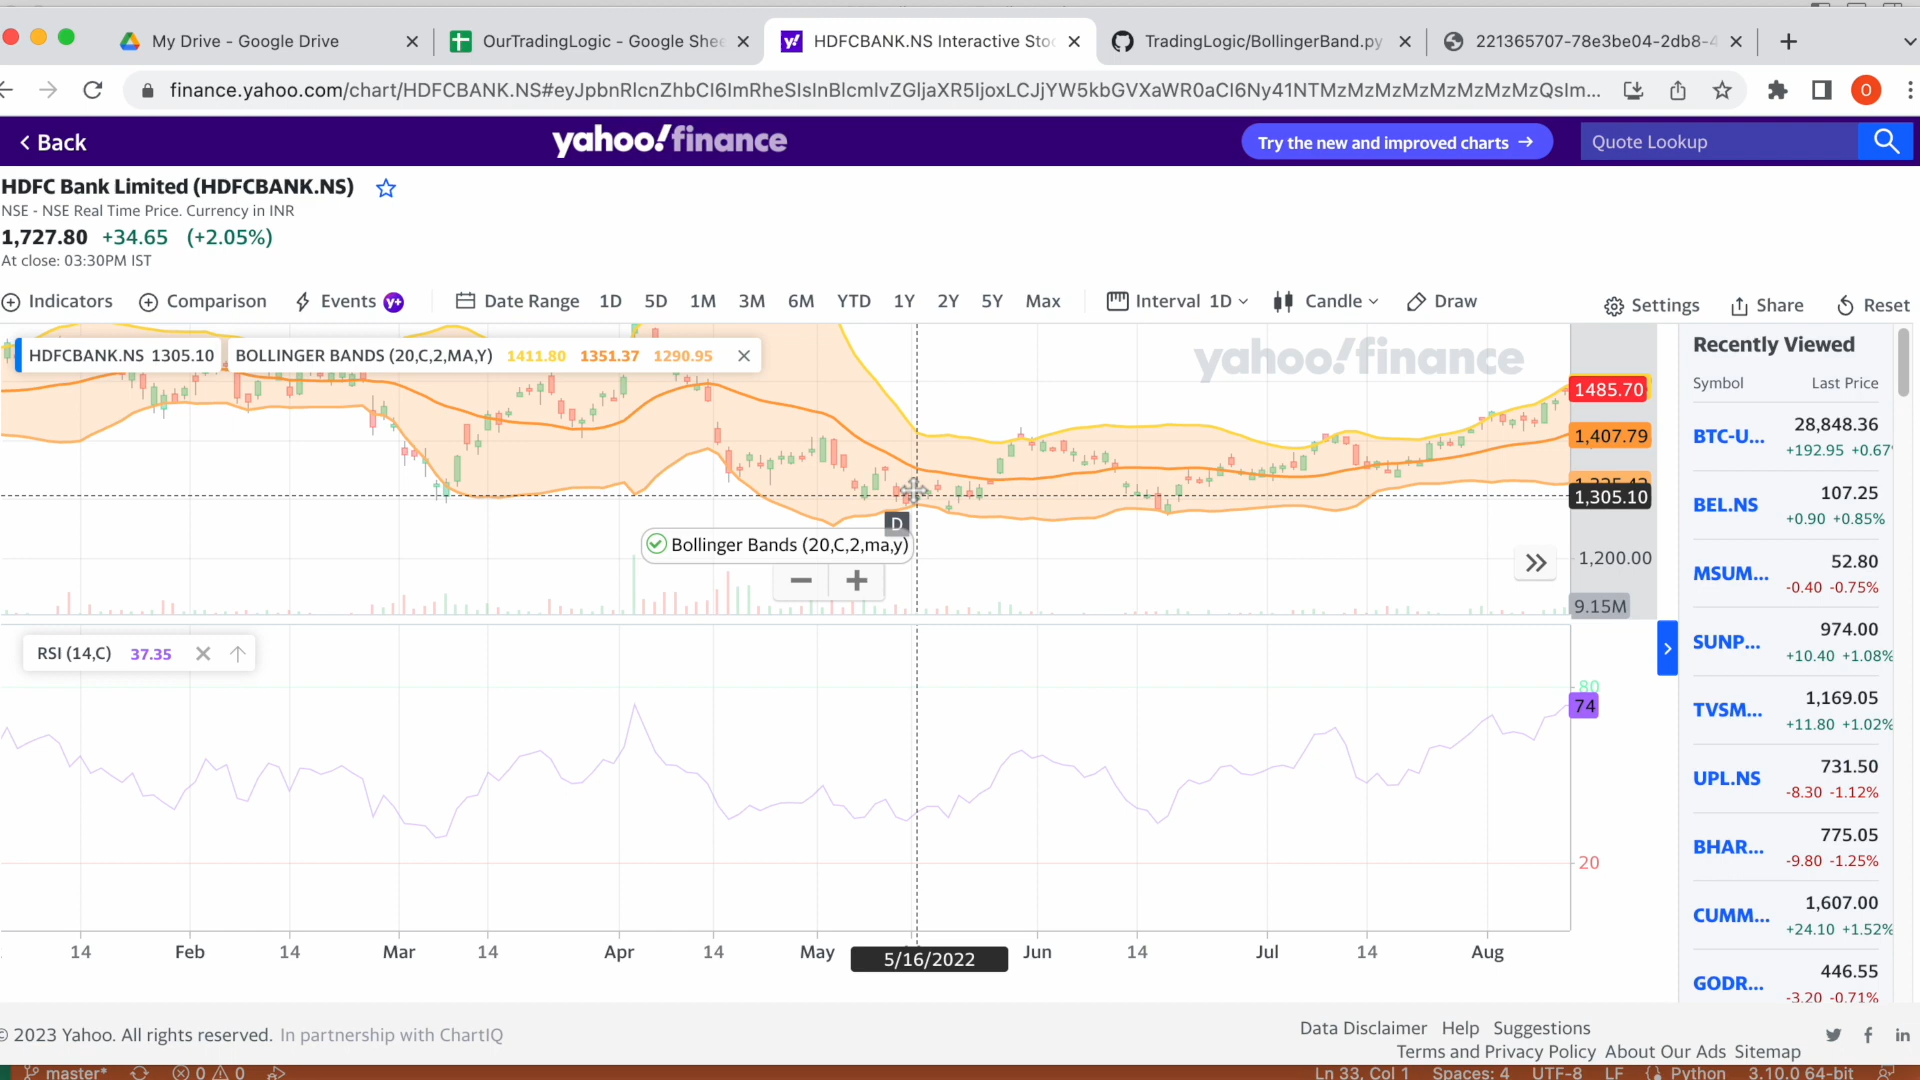 My Drive - Google Drive
OurTradingLogic - Google Shee
HDFCBANK.NS Interactive Stoc
TradingLogic/BollingerBand.py
221365707-78e3be04-2db8-4
finance.yahoo.com/chart/HDFCBANK.NS#eyJpbnRlcnZhbCI6ImRheSIsInBlcmlvZGljaXR5IjoxLCJjYW5kbGVXaWR0aCI6Ny41NTMzMzMzMzMzMzMzMzQsIm...
O
Back
yahoo!finance
Try the new and improved charts →
Quote Lookup
HDFC Bank Limited (HDFCBANK.NS)
NSE - NSE Real Time Price. Currency in INR
1,727.80 +34.65 (+2.05%)
At close: 03:30PM IST
Indicators
Comparison
Events y+
Date Range
1D 5D 1M 3M 6M YTD 1Y 2Y 5Y Max
Interval 1D
Candle
Draw
Settings
Share
Reset
HDFCBANK.NS 1305.10
BOLLINGER BANDS (20,C,2,MA,Y) 1411.80 1351.37 1290.95
yahoo!finance
1485.70
1,407.79
1,305.10
D
Bollinger Bands (20,C,2,ma,y)
1,200.00
9.15M
RSI (14,C) 37.35
80
74
20
14 Feb 14 Mar 14 Apr 14 May 5/16/2022 Jun 14 Jul 14 Aug
Recently Viewed
Symbol Last Price
BTC-U... 28,848.36
+192.95 +0.67
BEL.NS 107.25
+0.90 +0.85%
MSUM... 52.80
-0.40 -0.75%
SUNP... 974.00
+10.40 +1.08%
TVSM... 1,169.05
+11.80 +1.02%
UPL.NS 731.50
-8.30 -1.12%
BHAR... 775.05
-9.80 -1.25%
CUMM... 1,607.00
+24.10 +1.52%
GODR... 446.55
-3.20 -0.71%
© 2023 Yahoo. All rights reserved. In partnership with ChartIQ
Data Disclaimer Help Suggestions
Terms and Privacy Policy About Our Ads Sitemap
master* 0 0
Ln 33, Col 1 Spaces: 4 UTF-8 LF Python 3.10.0 64-bit